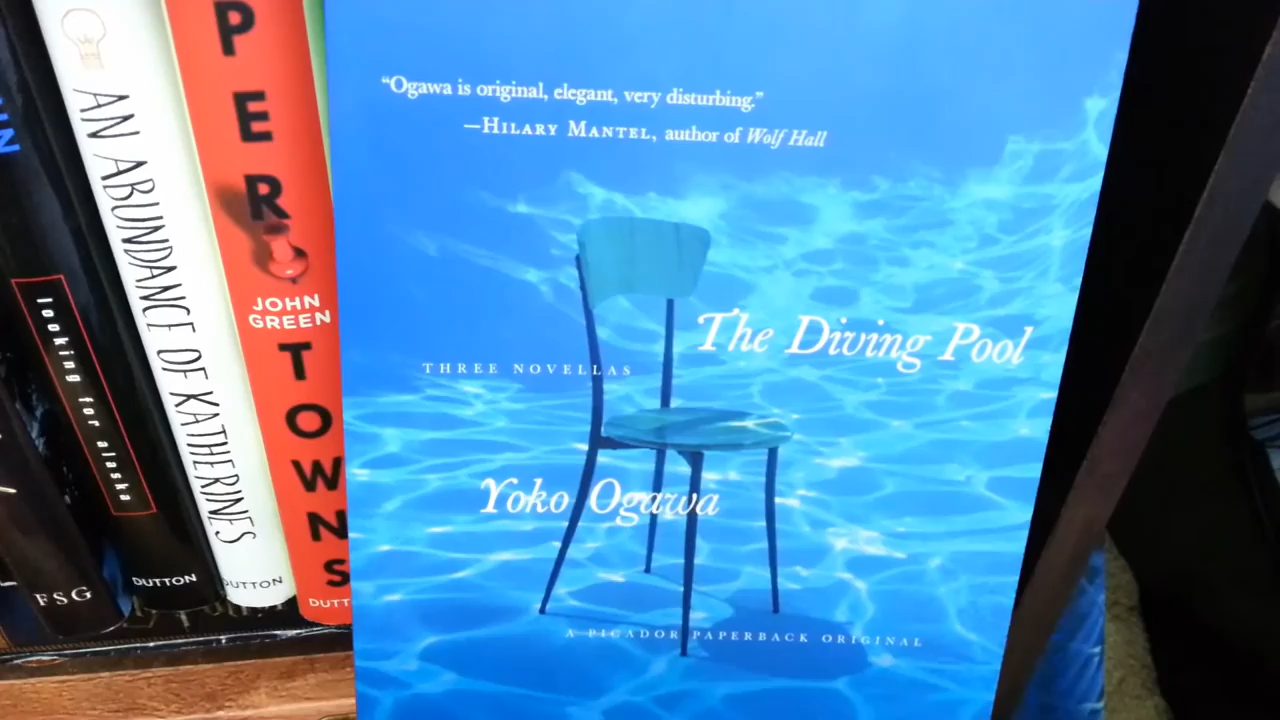 “Ogawa is original, elegant, very disturbing.”
—HILARY MANTEL, author of Wolf Hall
The Diving Pool
THREE NOVELLAS
Yoko Ogawa
A PICADOR PAPERBACK ORIGINAL
FSG
looking for alaska
DUTTON
AN ABUNDANCE OF KATHERINES
DUTTON
PER
JOHN
GREEN
TOWNS
DUTT